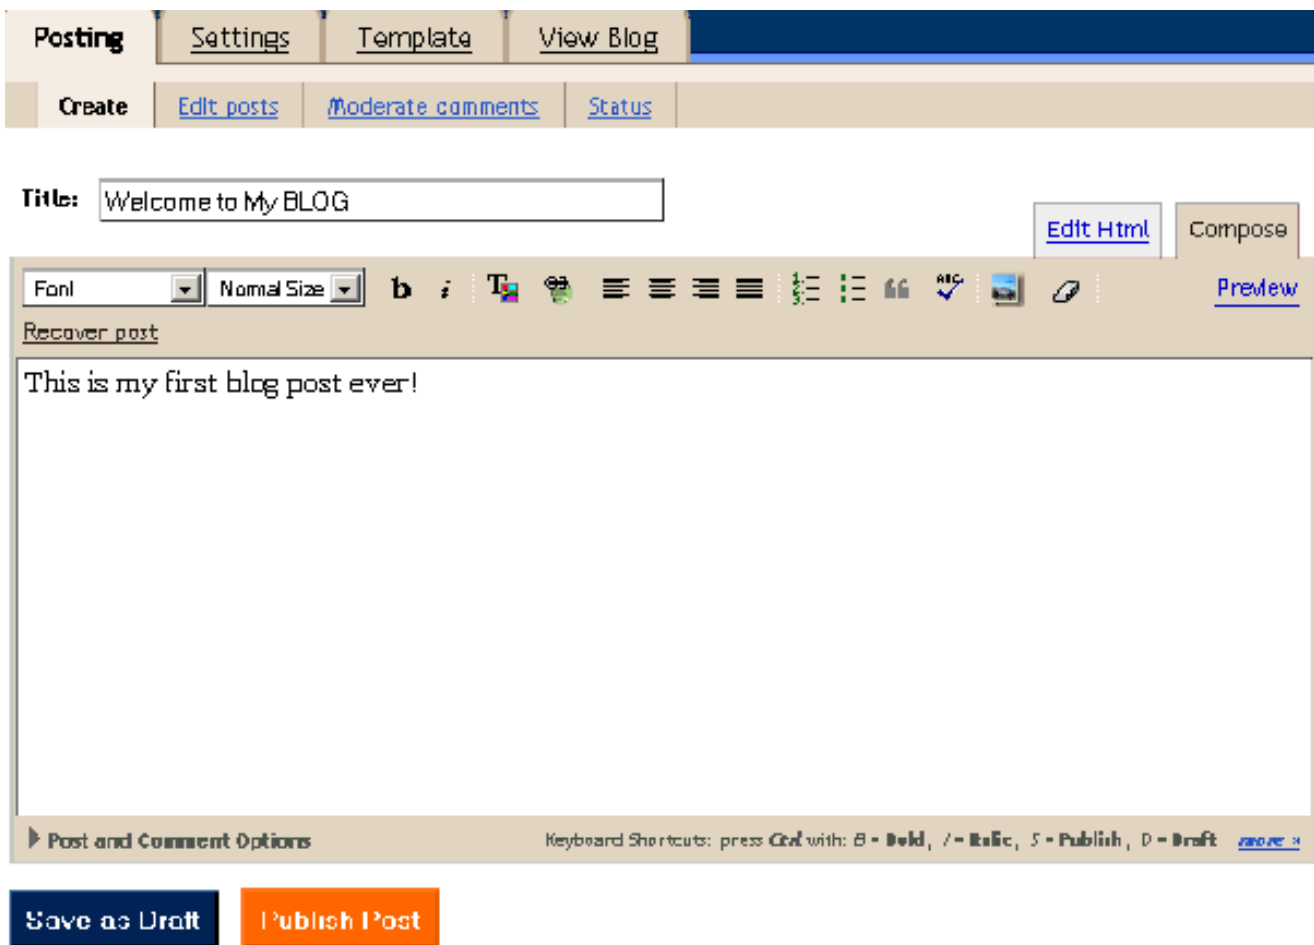 Posting Settings Template View Blog
Create Edit posts Moderate comments Status
Title: Welcome to My BLOG
Edit Html Compose
Font Normal Size b i T ABC Preview
Recover post
This is my first blog post ever!
Post and Comment Options Keyboard Shortcuts: press Ctrl with: B = Bold, I = Italic, S = Publish, D = Draft more »
Save as Draft Publish Post